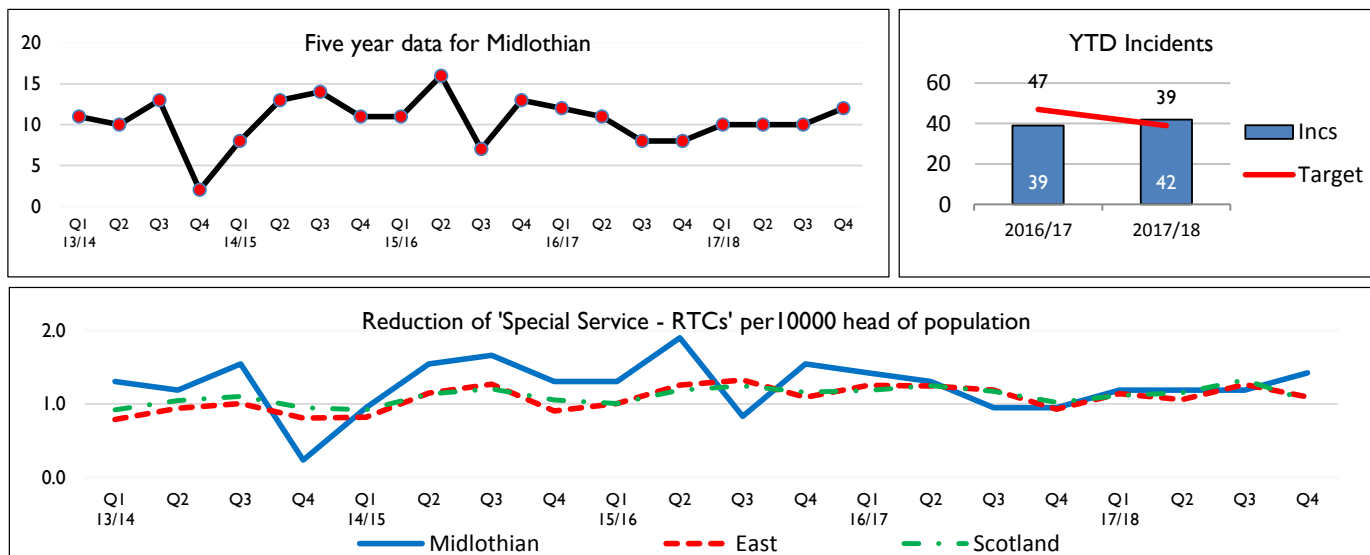 Five year data for Midlothian
20
15
10
5
0
Q1 Q2 Q3 Q4 Q1 Q2 Q3 Q4 Q1 Q2 Q3 Q4 Q1 Q2 Q3 Q4 Q1 Q2 Q3 Q4
13/14 14/15 15/16 16/17 17/18
YTD Incidents
60
40
20
0
47 39
39 42
2016/17 2017/18
Incs
Target
Reduction of 'Special Service - RTCs' per10000 head of population
2.0
1.0
0.0
Q1 Q2 Q3 Q4 Q1 Q2 Q3 Q4 Q1 Q2 Q3 Q4 Q1 Q2 Q3 Q4 Q1 Q2 Q3 Q4
13/14 14/15 15/16 16/17 17/18
Midlothian East Scotland